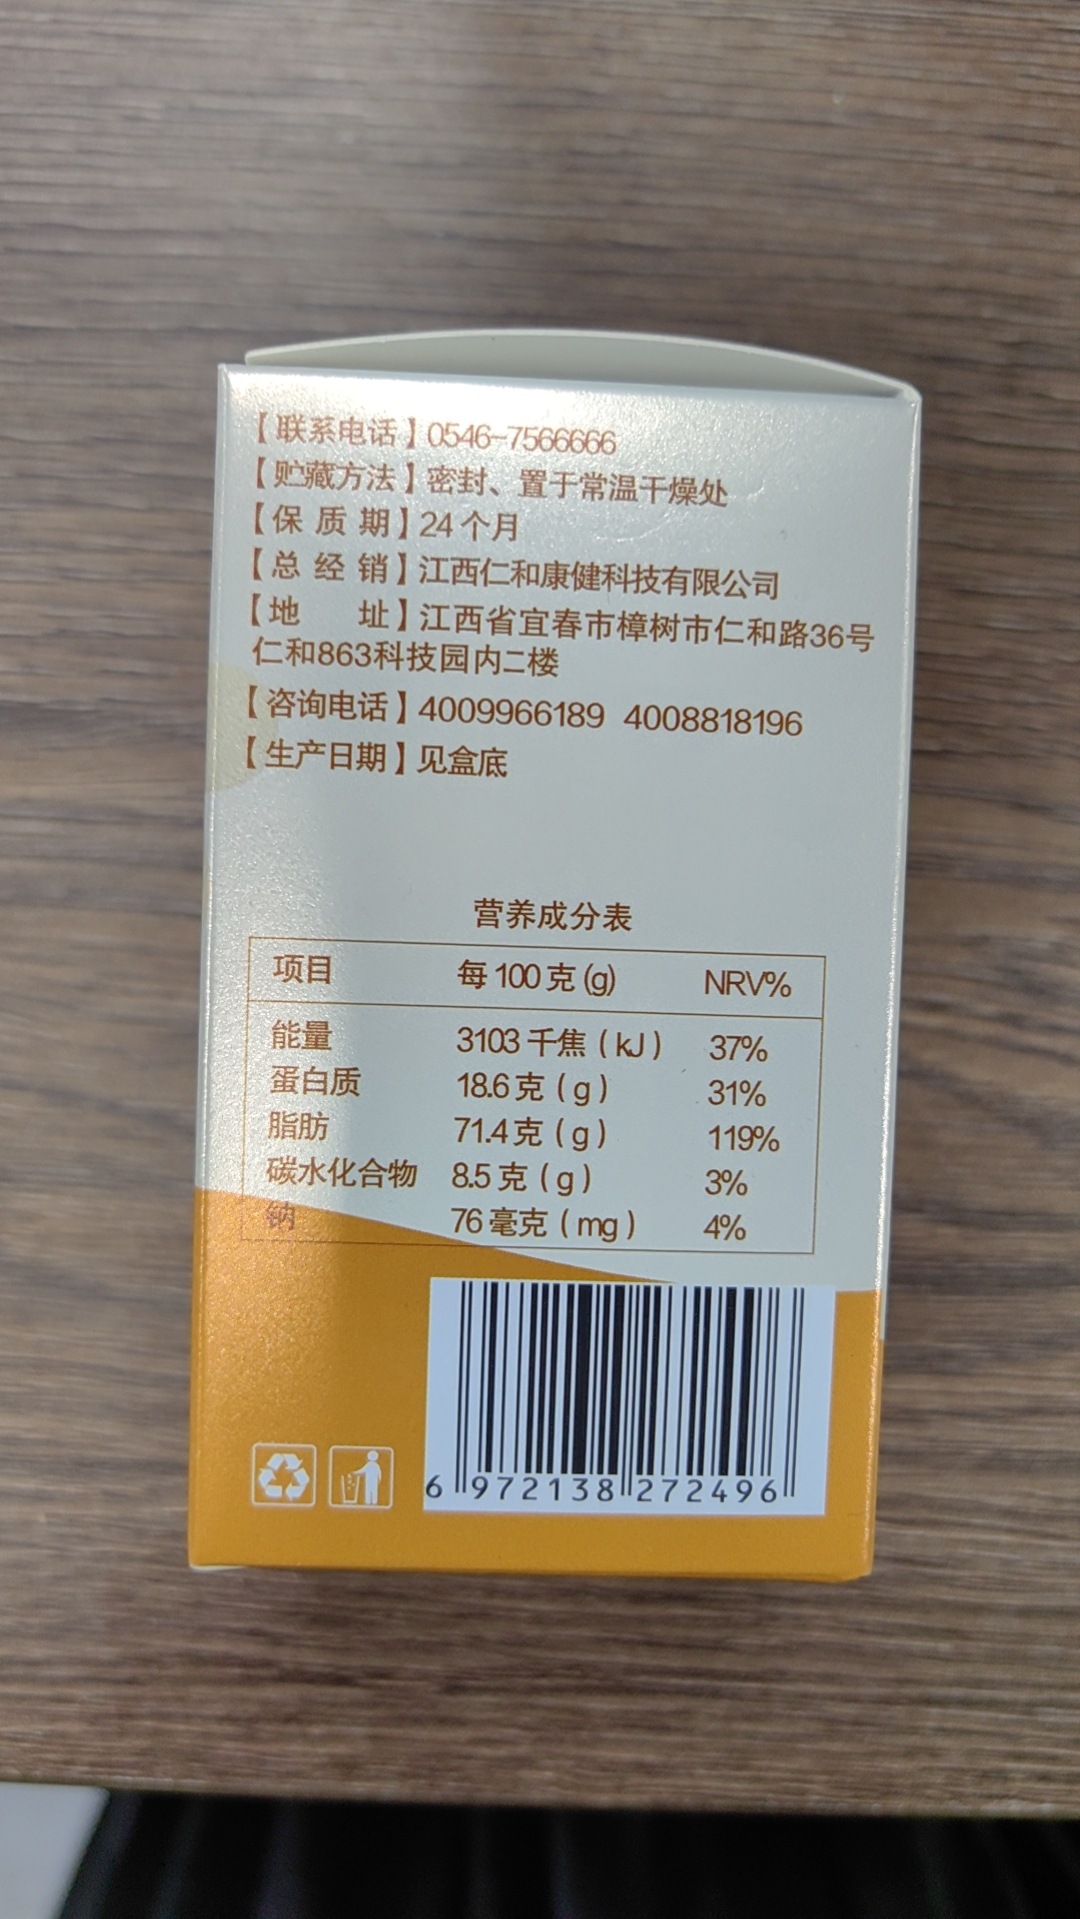 【联系电话】0546-7566666
【贮藏方法】密封、置于常温干燥处
【保质期】24个月
【总经销】江西仁和康健科技有限公司
【地 址】江西省宜春市樟树市仁和路36号
仁和863科技园内二楼
【咨询电话】4009966189 4008818196
【生产日期】见盒底
营养成分表
项目 每100克(g) NRV%
能量 3103千焦(kJ) 37%
蛋白质 18.6克(g) 31%
脂肪 71.4克(g) 119%
碳水化合物 8.5克(g) 3%
钠 76毫克(mg) 4%
6 972138 272496